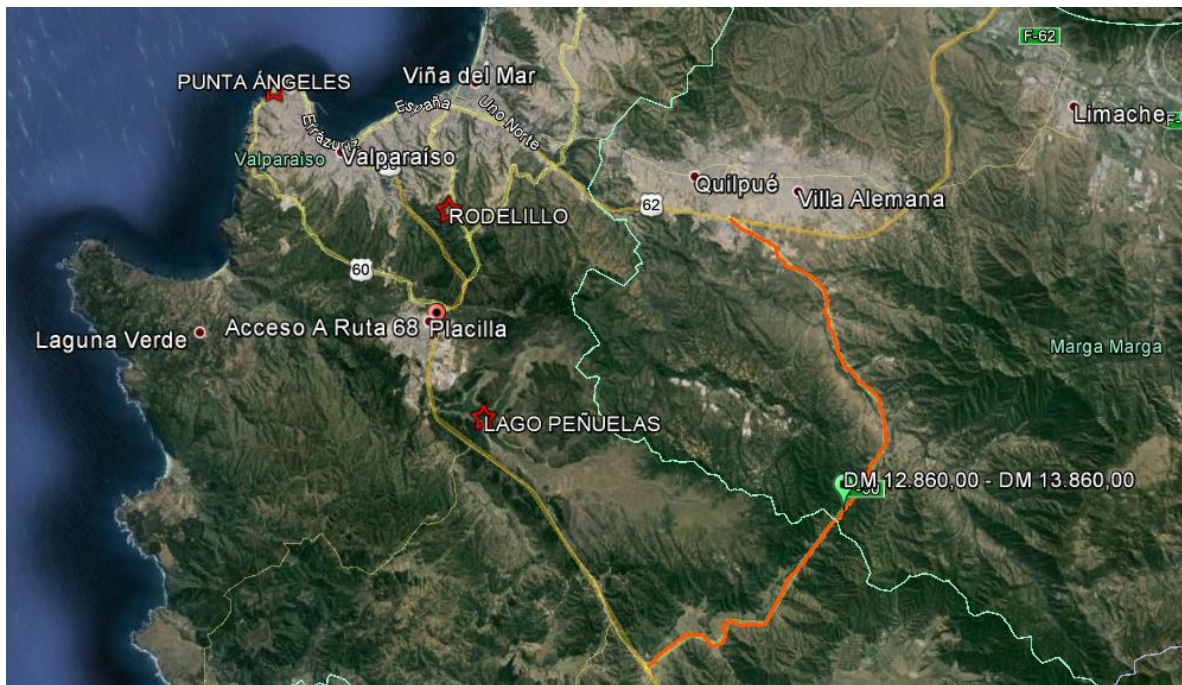 F-62
PUNTA ÁNGELES
Viña del Mar
España
Uno Norte
Limache
Errázuriz
Valparaiso
Valparaíso
Quilpué
Villa Alemana
62
RODELILLO
60
Acceso A Ruta 68
Placilla
Laguna Verde
Marga Marga
LAGO PEÑUELAS
DM 12.860,00 - DM 13.860,00